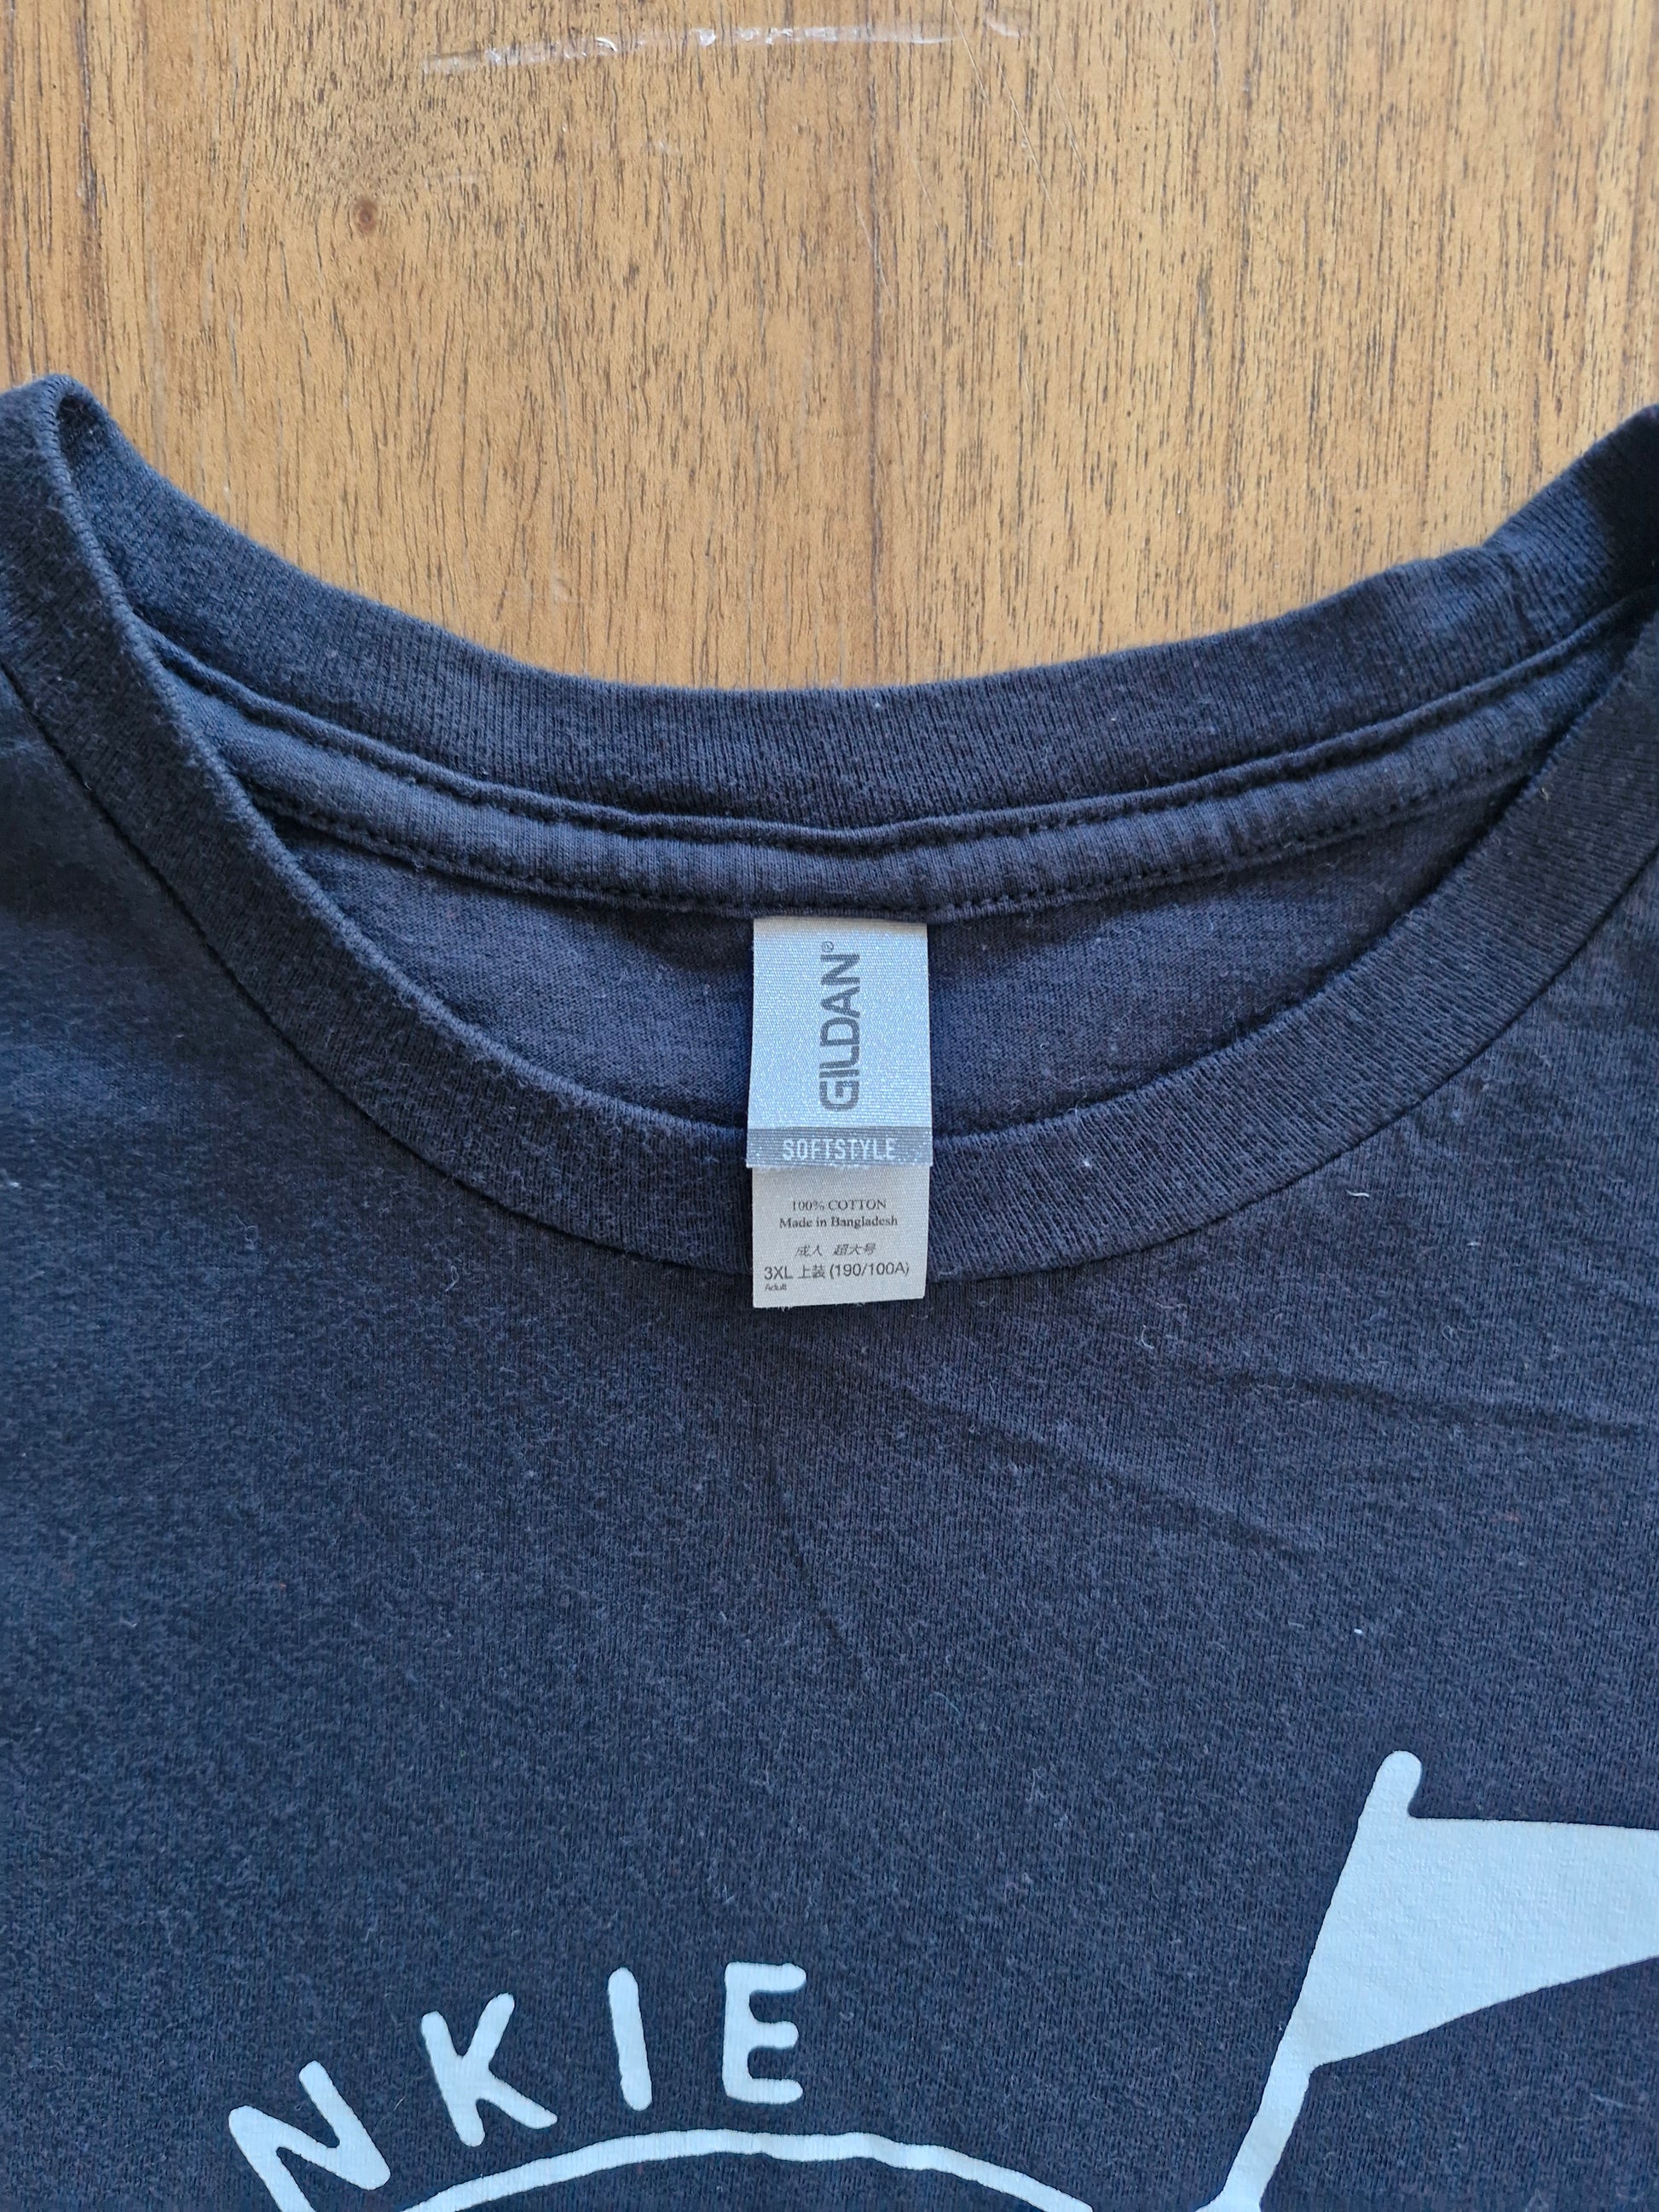 GILDAN®
SOFTSTYLE
100% COTTON
Made in Bangladesh
成人 超大号
3XL 上装 (190/100A)
Adult
NKIE